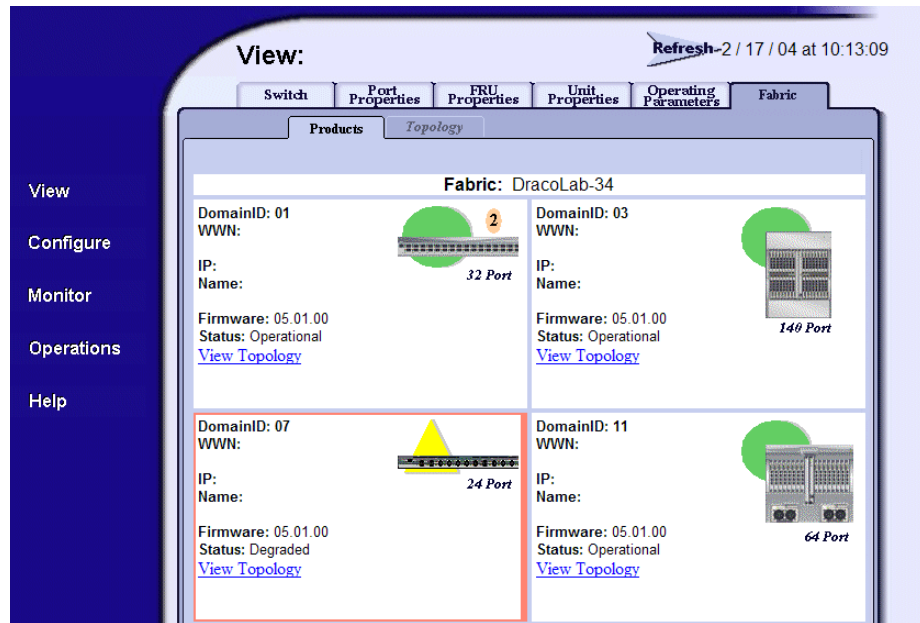 View:
Refresh-2 / 17 / 04 at 10:13:09
Switch
Port Properties
FRU Properties
Unit Properties
Operating Parameters
Fabric
Products
Topology
View
Configure
Monitor
Operations
Help
Fabric: DracoLab-34
DomainID: 01
WWN:
2
IP:
32 Port
Name:
Firmware: 05.01.00
Status: Operational
View Topology
DomainID: 03
WWN:
IP:
Name:
Firmware: 05.01.00
140 Port
Status: Operational
View Topology
DomainID: 07
WWN:
IP:
24 Port
Name:
Firmware: 05.01.00
Status: Degraded
View Topology
DomainID: 11
WWN:
IP:
Name:
Firmware: 05.01.00
64 Port
Status: Operational
View Topology